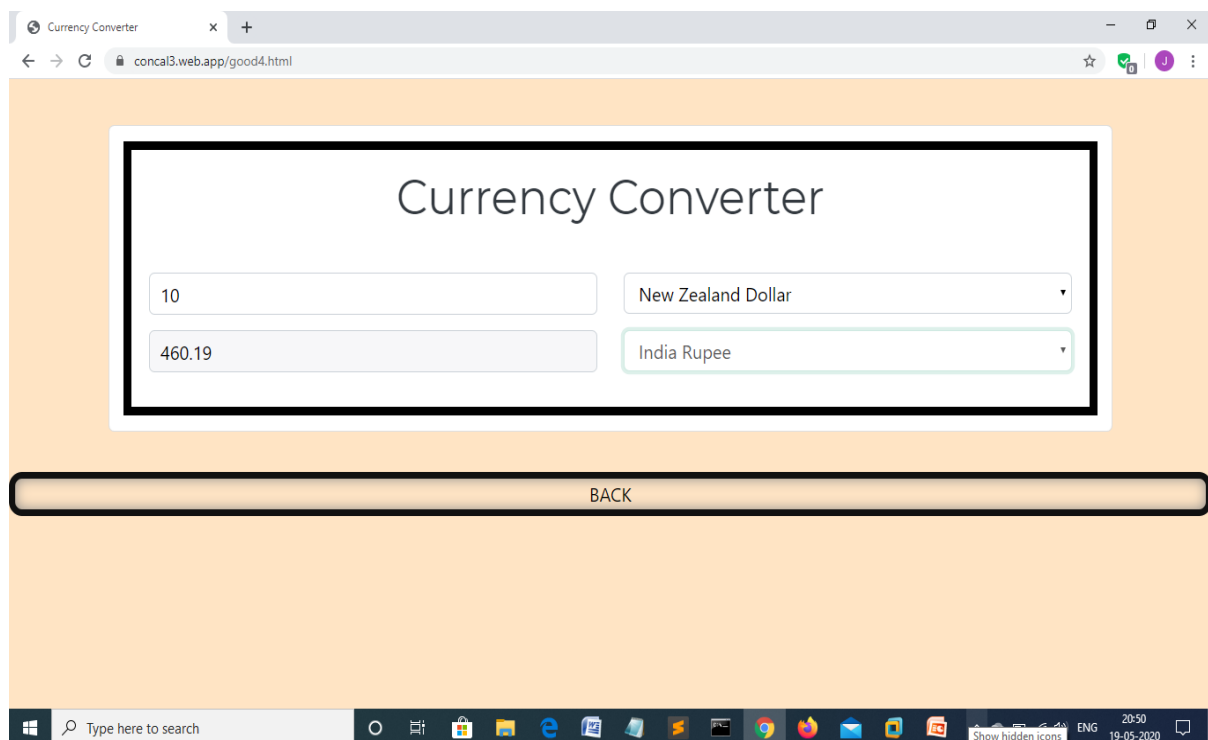 Currency Converter
concal3.web.app/good4.html
0
J
Currency Converter
10
New Zealand Dollar
460.19
India Rupee
BACK
Type here to search
ENG
20:50
19-05-2020
Show hidden icons